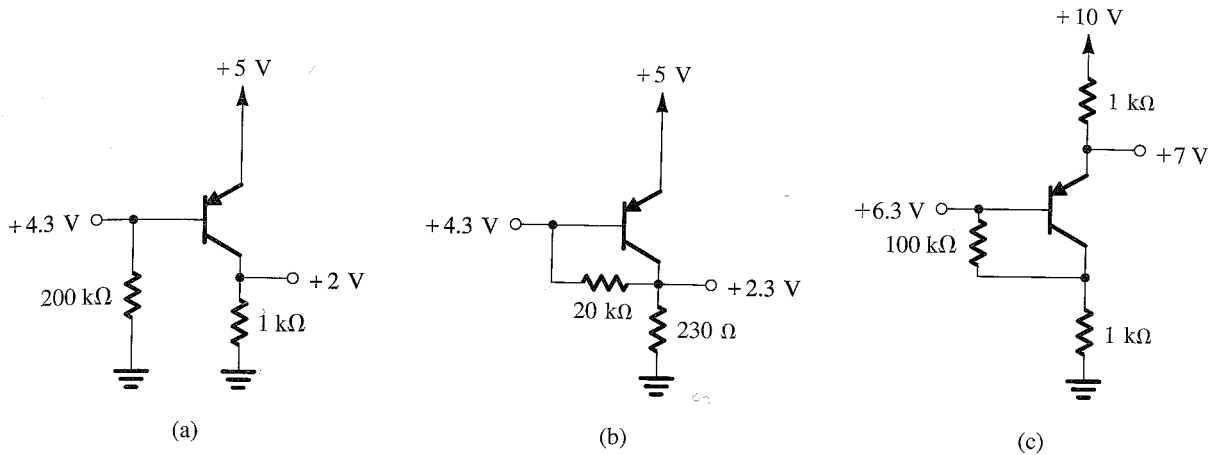 +5 V
+4.3 V
200 kΩ
+2 V
1 kΩ
(a)
+5 V
+4.3 V
20 kΩ
+2.3 V
230 Ω
(b)
+10 V
1 kΩ
+7 V
+6.3 V
100 kΩ
1 kΩ
(c)